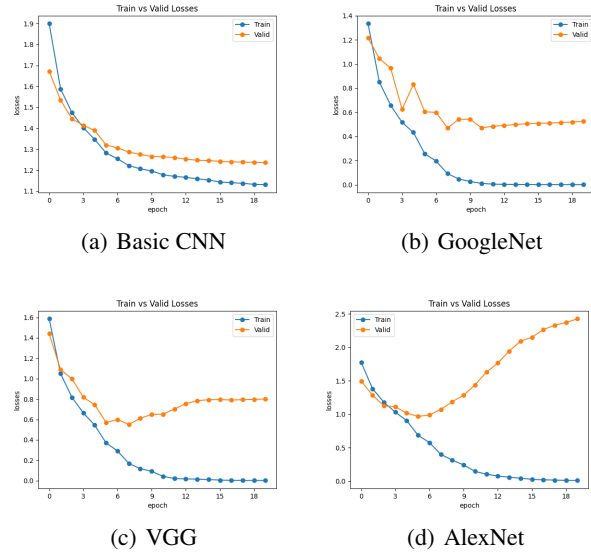 Train vs Valid Losses
Train
Valid
losses
1.9
1.8
1.7
1.6
1.5
1.4
1.3
1.2
1.1
0 3 6 9 12 15 18
epoch
(a) Basic CNN
Train vs Valid Losses
Train
Valid
losses
1.4
1.2
1.0
0.8
0.6
0.4
0.2
0.0
0 3 6 9 12 15 18
epoch
(b) GoogleNet
Train vs Valid Losses
Train
Valid
losses
1.6
1.4
1.2
1.0
0.8
0.6
0.4
0.2
0.0
0 3 6 9 12 15 18
epoch
(c) VGG
Train vs Valid Losses
Train
Valid
losses
2.5
2.0
1.5
1.0
0.5
0.0
0 3 6 9 12 15 18
epoch
(d) AlexNet